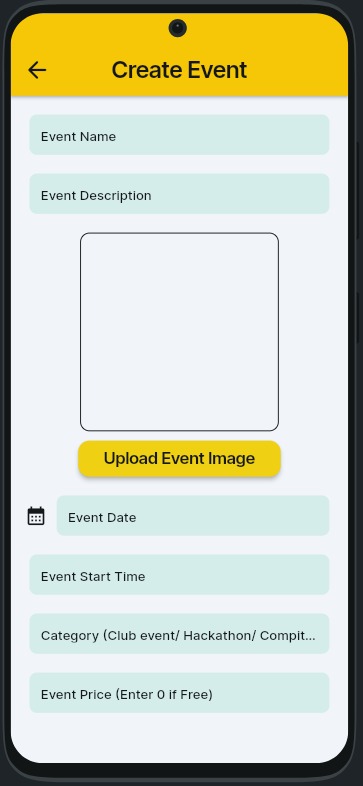 Create Event
Event Name
Event Description
Upload Event Image
Event Date
Event Start Time
Category (Club event/ Hackathon/ Compit...
Event Price (Enter 0 if Free)